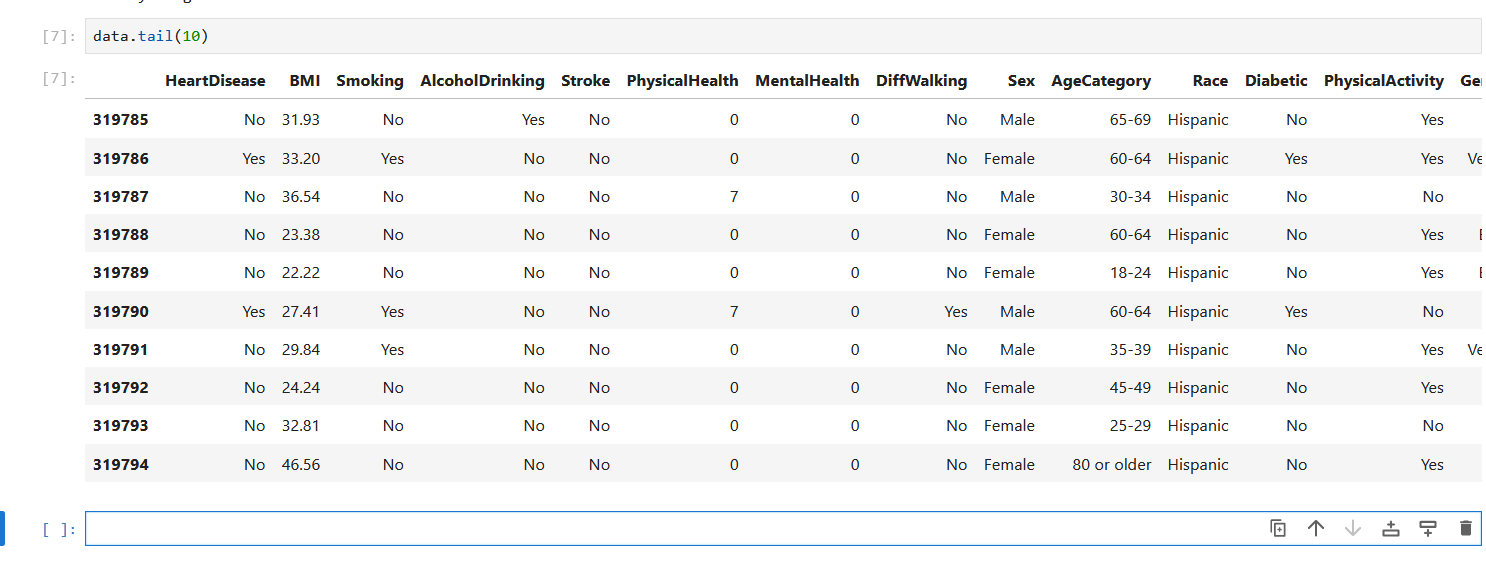 [7]: data.tail(10)
[7]: HeartDisease BMI Smoking AlcoholDrinking Stroke PhysicalHealth MentalHealth DiffWalking Sex AgeCategory Race Diabetic PhysicalActivity
319785 No 31.93 No Yes No 0 0 No Male 65-69 Hispanic No Yes
319786 Yes 33.20 Yes No No 0 0 No Female 60-64 Hispanic Yes Yes
319787 No 36.54 No No No 7 0 No Male 30-34 Hispanic No No
319788 No 23.38 No No No 0 0 No Female 60-64 Hispanic No Yes
319789 No 22.22 No No No 0 0 No Female 18-24 Hispanic No Yes
319790 Yes 27.41 Yes No No 7 0 Yes Male 60-64 Hispanic Yes No
319791 No 29.84 Yes No No 0 0 No Male 35-39 Hispanic No Yes
319792 No 24.24 No No No 0 0 No Female 45-49 Hispanic No Yes
319793 No 32.81 No No No 0 0 No Female 25-29 Hispanic No No
319794 No 46.56 No No No 0 0 No Female 80 or older Hispanic No Yes
[ ]: